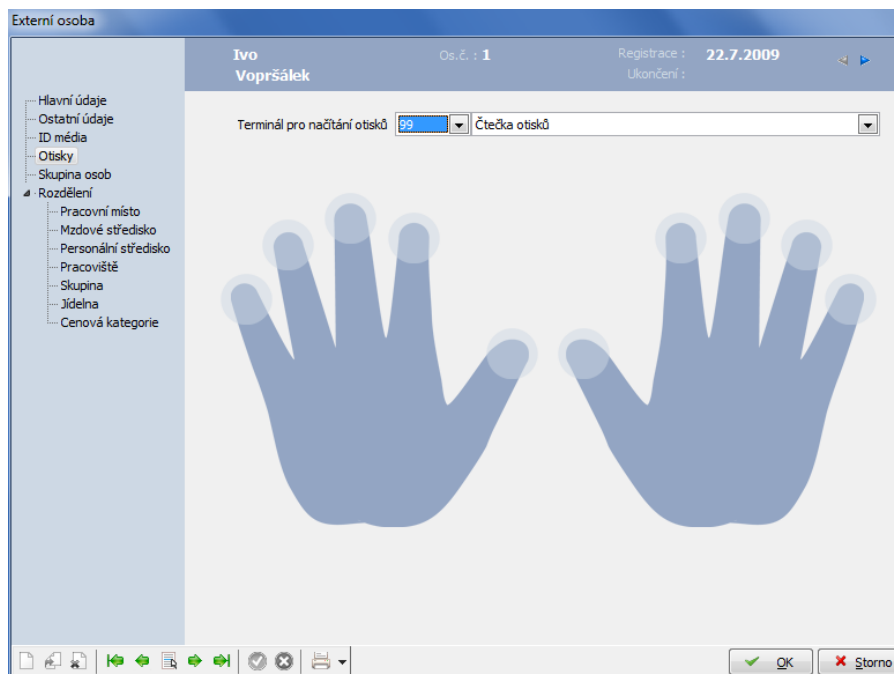 Externí osoba
Ivo
Vopršálek
Os.č. : 1
Registrace : 22.7.2009
Ukončení :
Hlavní údaje
Ostatní údaje
ID média
Otisky
Skupina osob
Rozdělení
Pracovní místo
Mzdové středisko
Personální středisko
Pracoviště
Skupina
Jídelna
Cenová kategorie
Terminál pro načítání otisků 99 Čtečka otisků
OK Storno